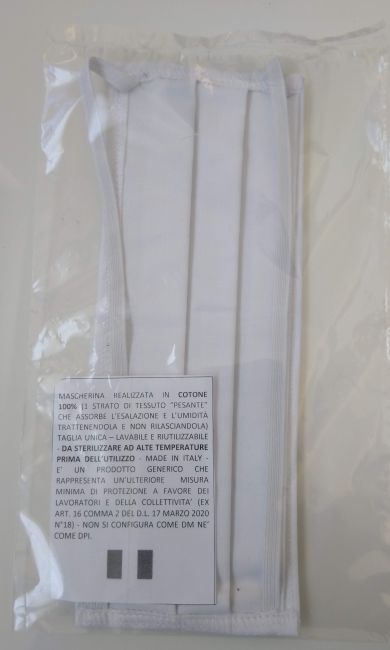 MASCHERINA REALIZZATA IN COTONE
100% (1 STRATO DI TESSUTO "PESANTE"
CHE ASSORBE L'ESALAZIONE E L'UMIDITÀ
TRATTENENDOLA E NON RILASCIANDOLA)
TAGLIA UNICA – LAVABILE E RIUTILIZZABILE
- DA STERILIZZARE AD ALTE TEMPERATURE
PRIMA DELL'UTILIZZO - MADE IN ITALY -
E' UN PRODOTTO GENERICO CHE
RAPPRESENTA UN'ULTERIORE MISURA
MINIMA DI PROTEZIONE A FAVORE DEI
LAVORATORI E DELLA COLLETTIVITA' (EX
ART. 16 COMMA 2 DEL D.L. 17 MARZO 2020
N°18) - NON SI CONFIGURA COME DM NE'
COME DPI.